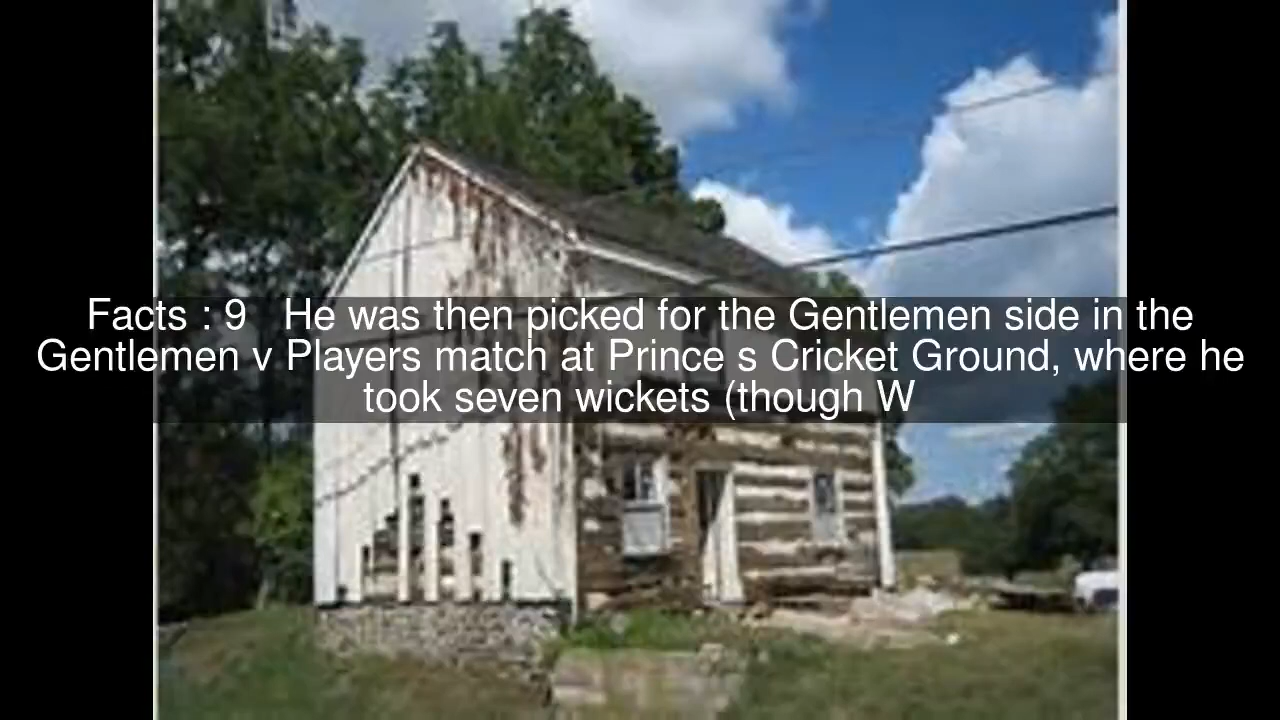 Facts : 9 He was then picked for the Gentlemen side in the
Gentlemen v Players match at Prince s Cricket Ground, where he
took seven wickets (though W